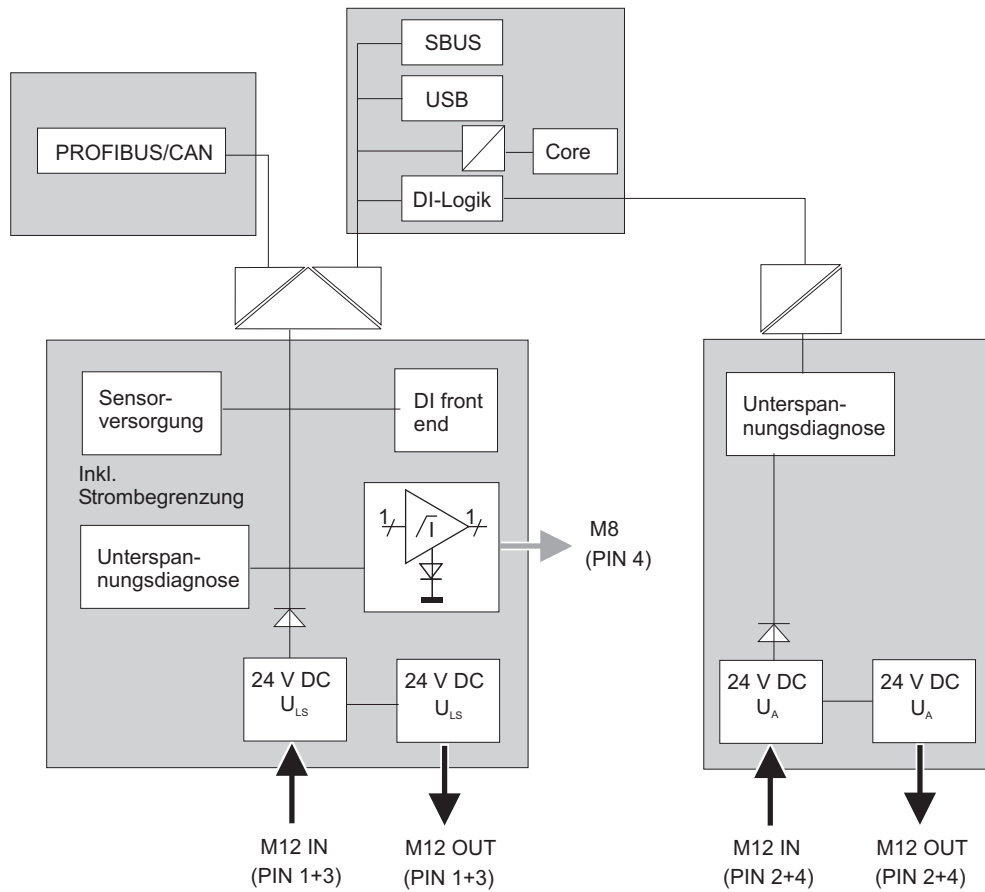 SBUS
USB
Core
DI-Logik
PROFIBUS/CAN
Sensor-
versorgung
DI front
end
Inkl.
Strombegrenzung
Unterspan-
nungsdiagnose
1
I
1
M8
(PIN 4)
24 V DC
U_LS
24 V DC
U_LS
M12 IN
(PIN 1+3)
M12 OUT
(PIN 1+3)
Unterspan-
nungsdiagnose
24 V DC
U_A
24 V DC
U_A
M12 IN
(PIN 2+4)
M12 OUT
(PIN 2+4)